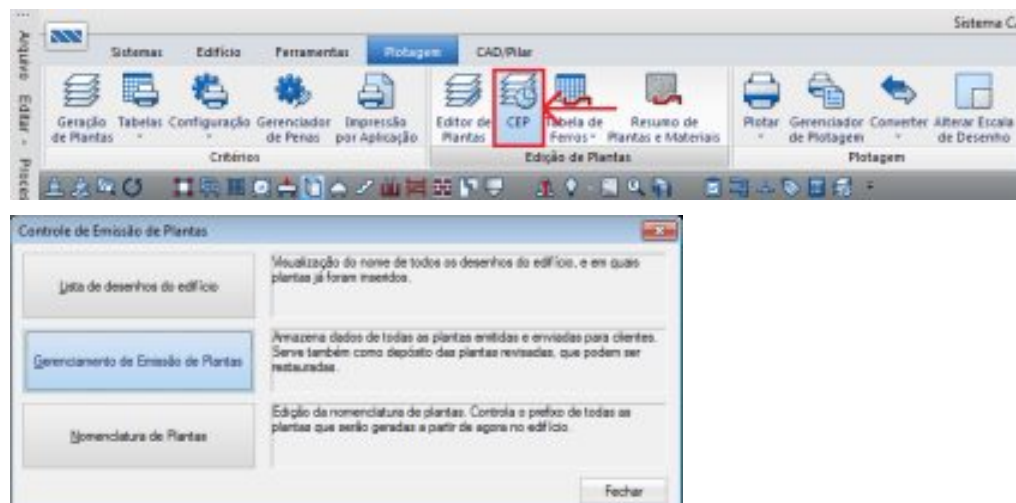 Sistema CA
Arquivo Editar - Places
Sistemas Edifício Ferramentas Plotagem CAD/Pilar
Geração de Plantas
Tabelas
Configuração
Gerenciador de Penas
Impressão por Aplicação
Editor de Plantas
CEP
Tabela de Ferros
Resumo de Plantas e Materiais
Plotar
Gerenciador de Plotagem
Converter
Alterar Escala de Desenho
Critérios Edição de Plantas Plotagem
Controle de Emissão de Plantas
Lista de desenhos do edifício
Visualização do nome de todos os desenhos do edifício, e em quais
plantas já foram inseridos.
Gerenciamento de Emissão de Plantas
Armazena dados de todas as plantas emitidas e enviadas para clientes.
Serve também como depósito das plantas revisadas, que podem ser
restauradas.
Nomenclatura de Plantas
Edição da nomenclatura de plantas. Controla o prefixo de todas as
plantas que serão geradas a partir de agora no edifício.
Fechar